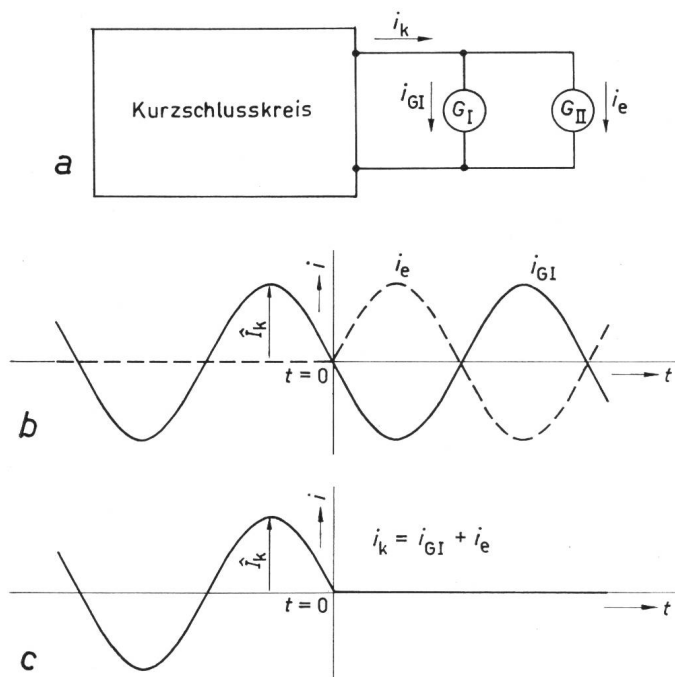 i_k
Kurzschlusskreis
i_GI G_I G_II i_e
a
i i_e i_GI
Î_k
t = 0 t
b
i
Î_k i_k = i_GI + i_e
t = 0 t
c